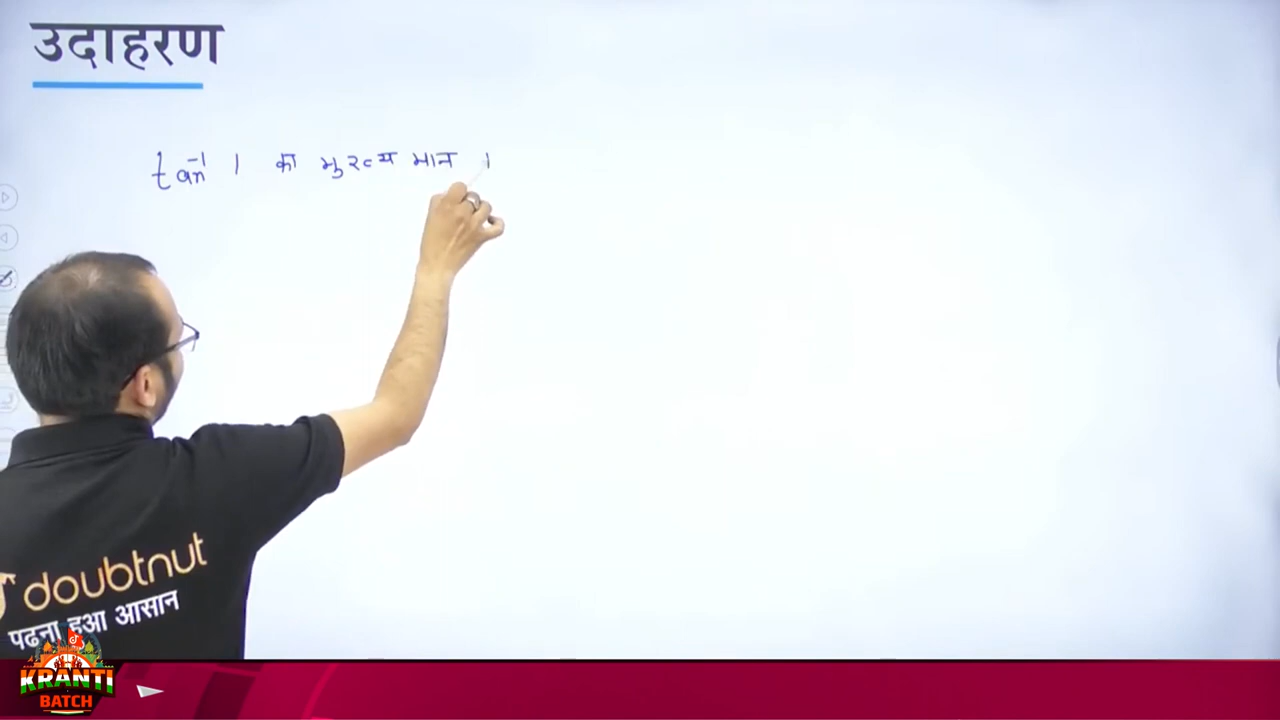 उदाहरण
tan⁻¹ 1 का मुख्य मान ।
doubtnut
पढना हुआ आसान
KRANTI
BATCH